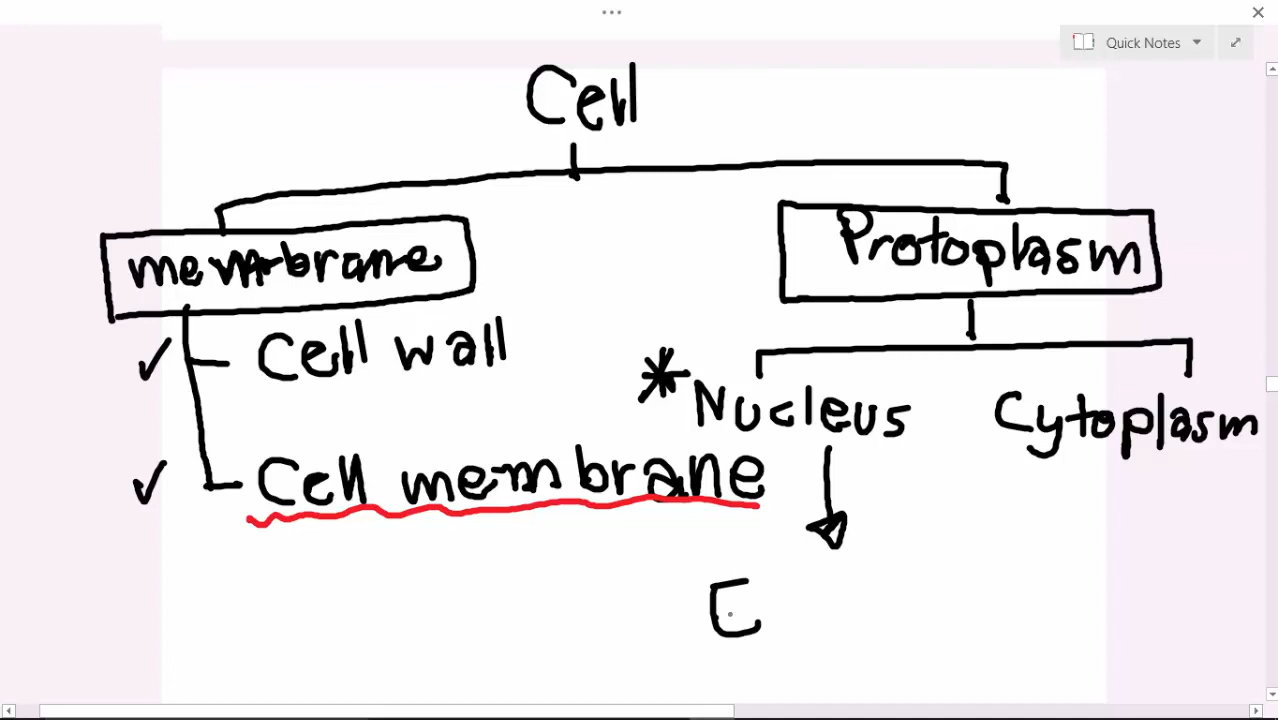 Quick Notes
Cell
membrane
Protoplasm
Cell wall
Nucleus
Cytoplasm
Cell membrane